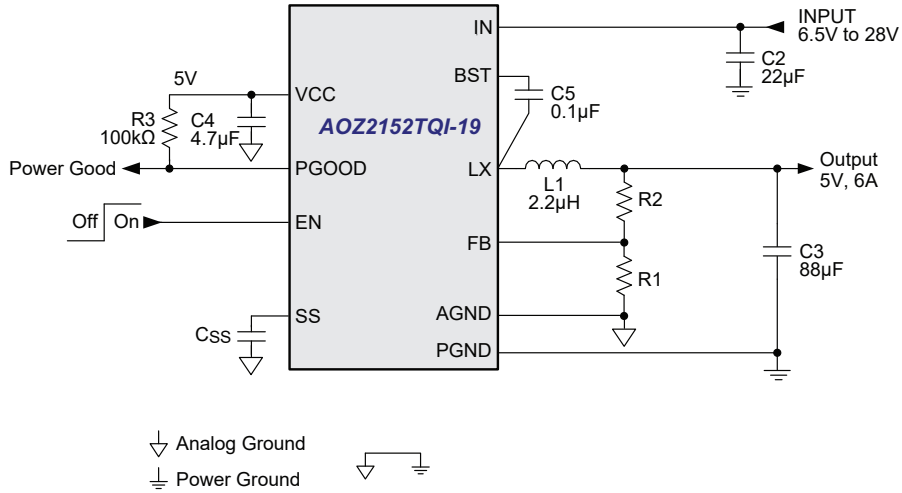 INPUT
6.5V to 28V
IN
C2
22µF
BST
C5
0.1µF
5V
VCC
R3
100kΩ
C4
4.7µF
AOZ2152TQI-19
Power Good
PGOOD
LX
L1
2.2µH
Output
5V, 6A
R2
Off
On
EN
FB
R1
C3
88µF
SS
CSS
AGND
PGND
Analog Ground
Power Ground